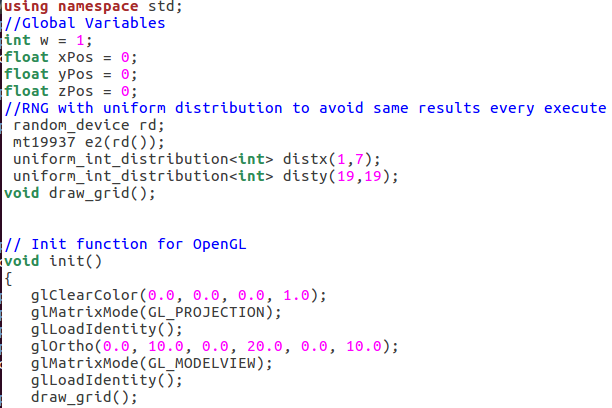 using namespace std;
//Global Variables
int w = 1;
float xPos = 0;
float yPos = 0;
float zPos = 0;
//RNG with uniform distribution to avoid same results every execute
 random_device rd;
 mt19937 e2(rd());
 uniform_int_distribution<int> distx(1,7);
 uniform_int_distribution<int> disty(19,19);
void draw_grid();
// Init function for OpenGL
void init()
{
   glClearColor(0.0, 0.0, 0.0, 1.0);
   glMatrixMode(GL_PROJECTION);
   glLoadIdentity();
   glOrtho(0.0, 10.0, 0.0, 20.0, 0.0, 10.0);
   glMatrixMode(GL_MODELVIEW);
   glLoadIdentity();
   draw_grid();